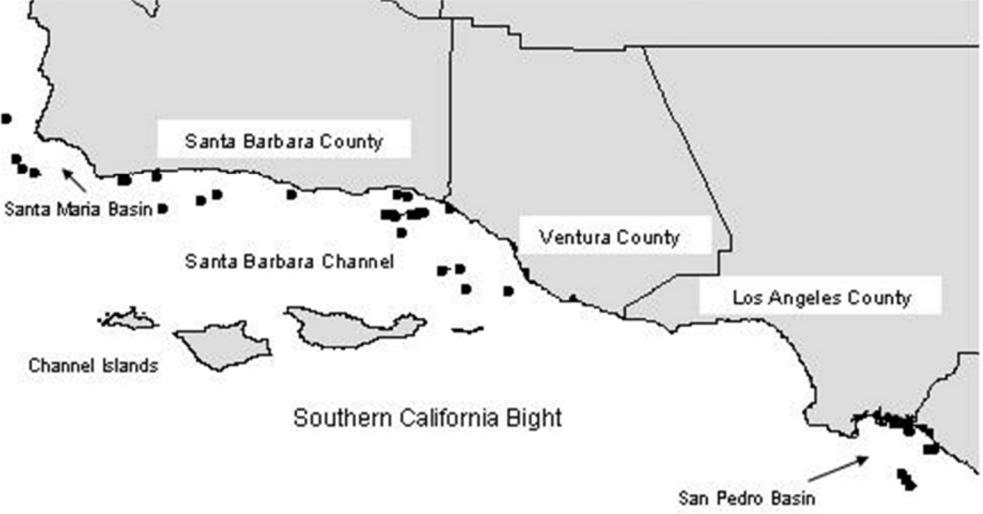 Santa Barbara County
Santa Maria Basin
Ventura County
Santa Barbara Channel
Los Angeles County
Channel Islands
Southern California Bight
San Pedro Basin